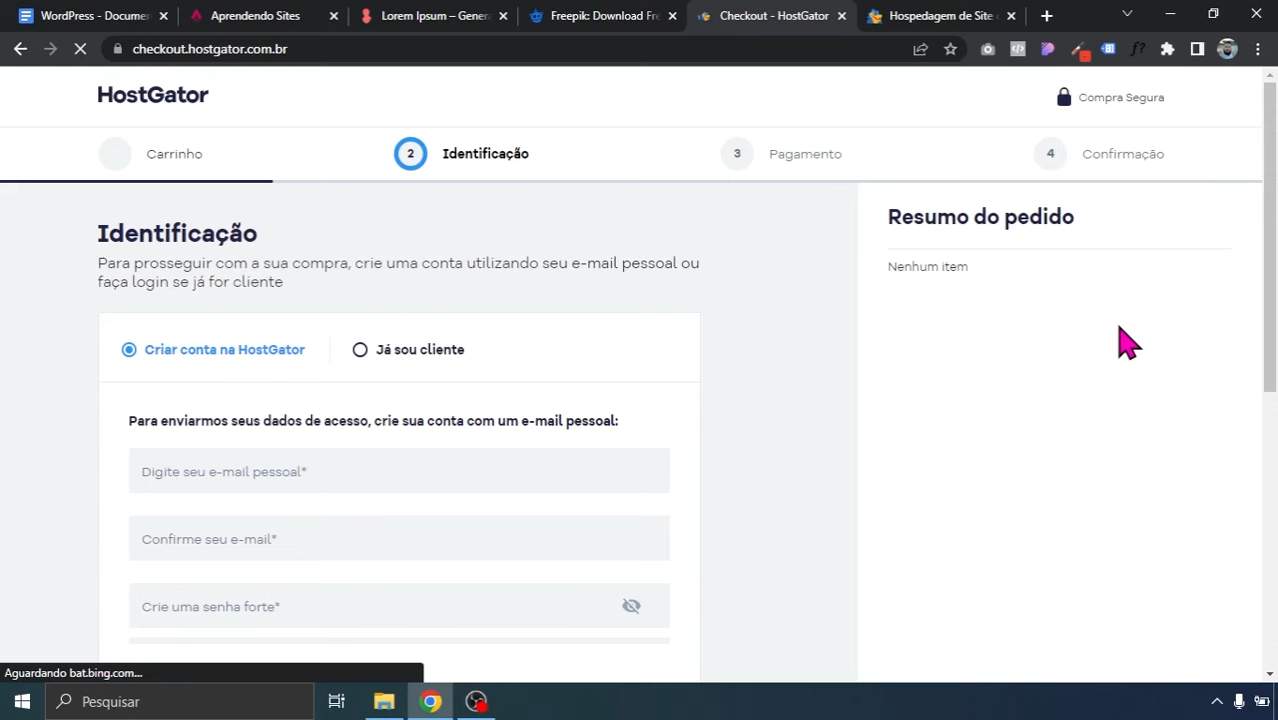 WordPress - Documen
Aprendendo Sites
Lorem Ipsum – Genera
Freepik: Download Fre
Checkout - HostGator
Hospedagem de Site c
checkout.hostgator.com.br
HostGator
Compra Segura
Carrinho
2
Identificação
3
Pagamento
4
Confirmação
Identificação
Para prosseguir com a sua compra, crie uma conta utilizando seu e-mail pessoal ou
faça login se já for cliente
Resumo do pedido
Nenhum item
Criar conta na HostGator
Já sou cliente
Para enviarmos seus dados de acesso, crie sua conta com um e-mail pessoal:
Digite seu e-mail pessoal*
Confirme seu e-mail*
Crie uma senha forte*
Aguardando bat.bing.com...
Pesquisar